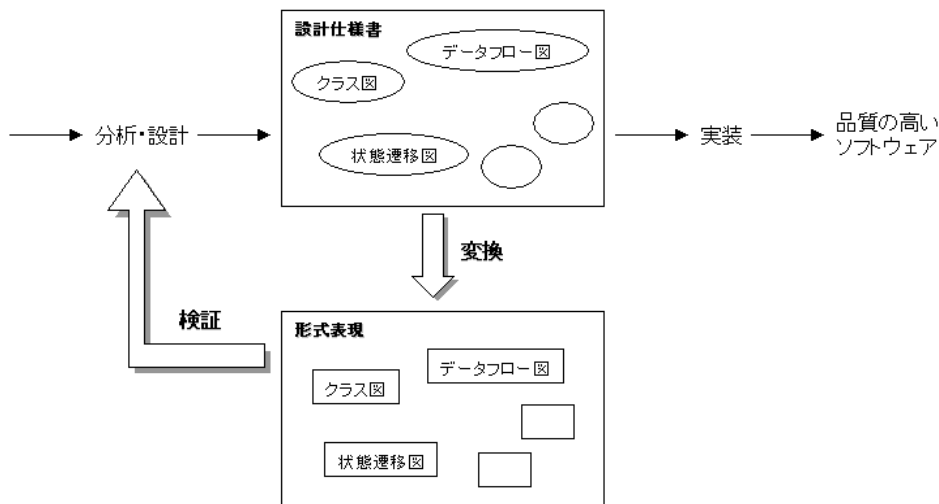 設計仕様書
データフロー図
クラス図
状態遷移図
分析・設計
実装
品質の高い
ソフトウェア
変換
検証
形式表現
データフロー図
クラス図
状態遷移図